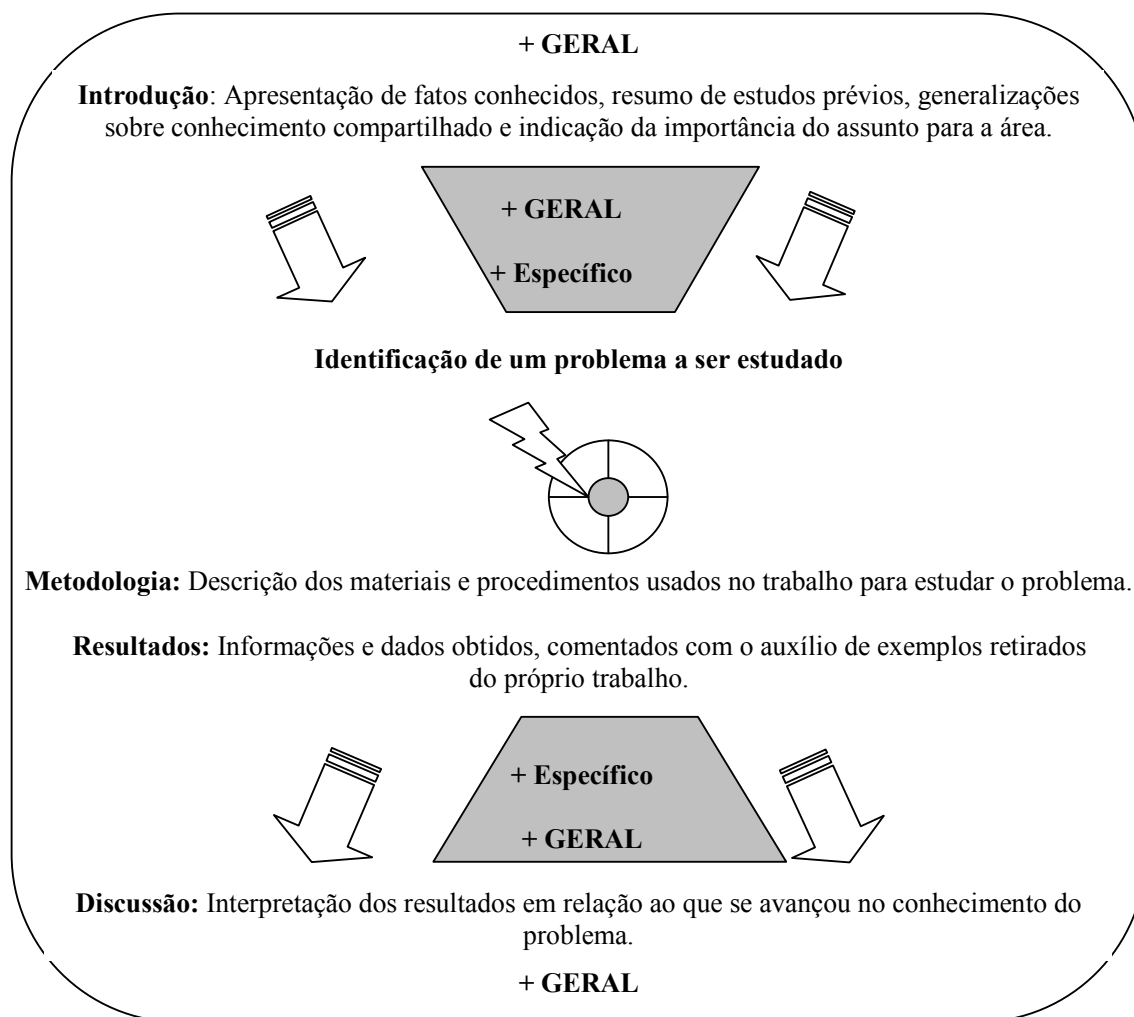 + GERAL
Introdução: Apresentação de fatos conhecidos, resumo de estudos prévios, generalizações
sobre conhecimento compartilhado e indicação da importância do assunto para a área.
+ GERAL
+ Específico
Identificação de um problema a ser estudado
Metodologia: Descrição dos materiais e procedimentos usados no trabalho para estudar o problema.
Resultados: Informações e dados obtidos, comentados com o auxílio de exemplos retirados
do próprio trabalho.
+ Específico
+ GERAL
Discussão: Interpretação dos resultados em relação ao que se avançou no conhecimento do
problema.
+ GERAL